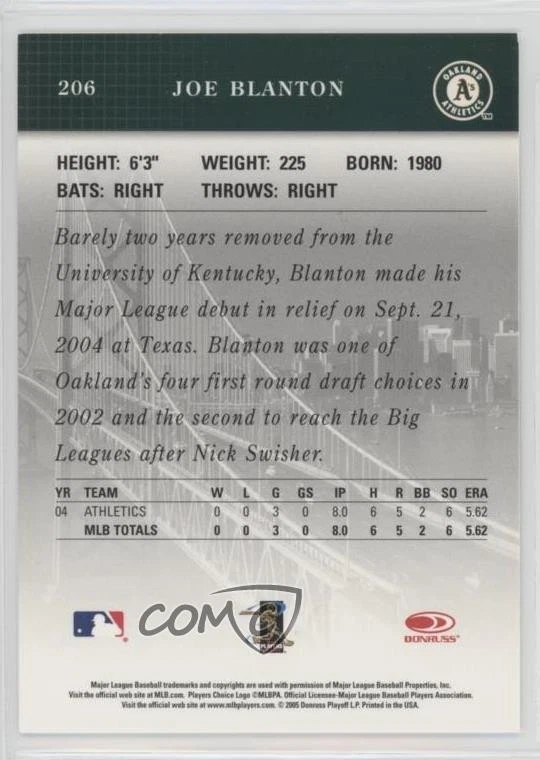 206 JOE BLANTON
OAKLAND
A's
ATHLETICS
TM
HEIGHT: 6'3" WEIGHT: 225 BORN: 1980
BATS: RIGHT THROWS: RIGHT
Barely two years removed from the
University of Kentucky, Blanton made his
Major League debut in relief on Sept. 21,
2004 at Texas. Blanton was one of
Oakland's four first round draft choices in
2002 and the second to reach the Big
Leagues after Nick Swisher.
YR TEAM W L G GS IP H R BB SO ERA
04 ATHLETICS 0 0 3 0 8.0 6 5 2 6 5.62
MLB TOTALS 0 0 3 0 8.0 6 5 2 6 5.62
COMC
PLAYERS
DONRUSS
Major League Baseball trademarks and copyrights are used with permission of Major League Baseball Properties, Inc.
Visit the official web site at MLB.com. Players Choice Logo ©MLBPA. Official Licensee-Major League Baseball Players Association.
Visit the official web site at www.mlbplayers.com. © 2005 Donruss Playoff L.P. Printed in the USA.